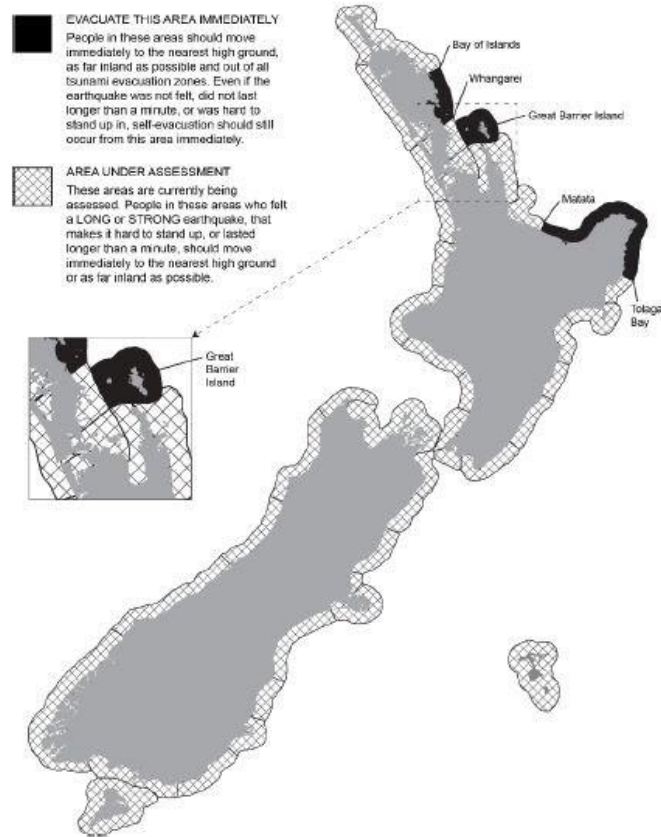 EVACUATE THIS AREA IMMEDIATELY
People in these areas should move
immediately to the nearest high ground,
as far inland as possible and out of all
tsunami evacuation zones. Even if the
earthquake was not felt, did not last
longer than a minute, or was hard to
stand up in, self-evacuation should still
occur from this area immediately.
AREA UNDER ASSESSMENT
These areas are currently being
assessed. People in these areas who felt
a LONG or STRONG earthquake, that
makes it hard to stand up, or lasted
longer than a minute, should move
immediately to the nearest high ground
or as far inland as possible.
Bay of Islands
Whangarei
Great Barrier Island
Matata
Tolaga
Bay
Great
Barrier
Island